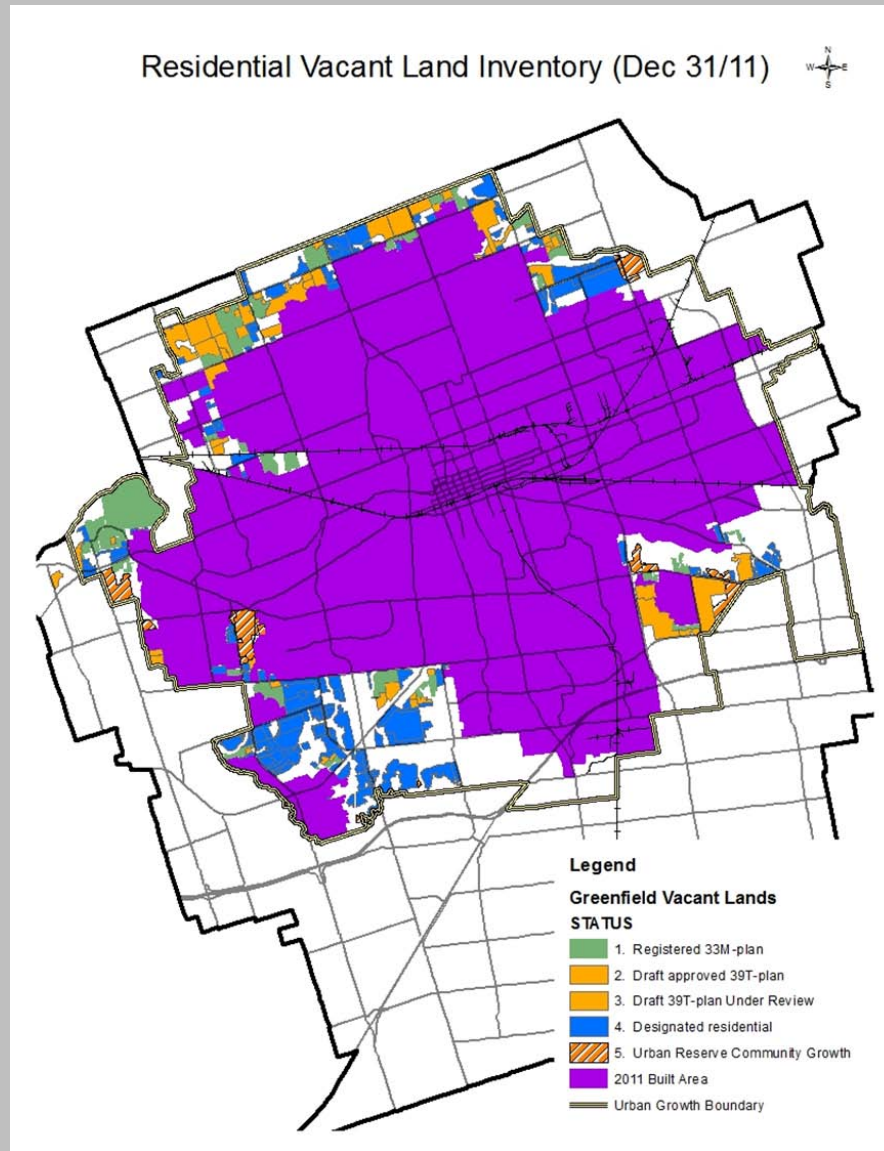 Residential Vacant Land Inventory (Dec 31/11)
N
W E
S
Legend
Greenfield Vacant Lands
STATUS
1. Registered 33M-plan
2. Draft approved 39T-plan
3. Draft 39T-plan Under Review
4. Designated residential
5. Urban Reserve Community Growth
2011 Built Area
Urban Growth Boundary